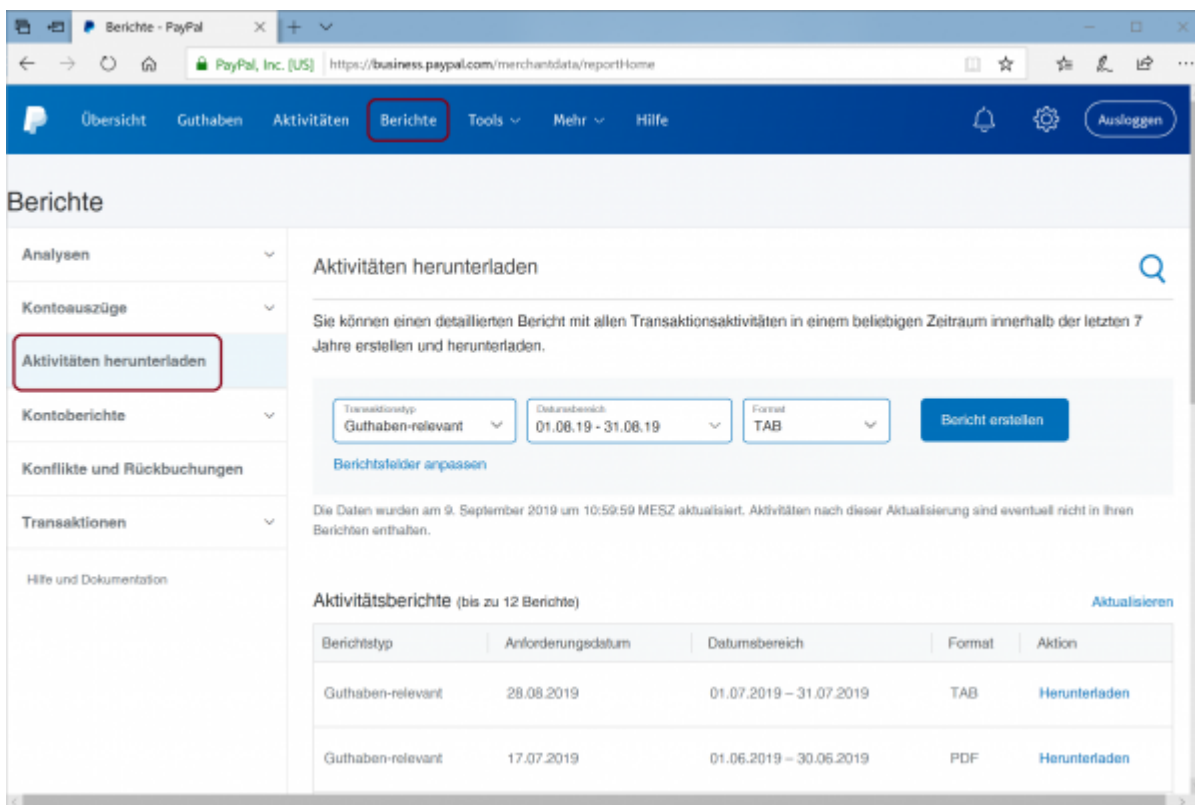 Berichte - PayPal
PayPal, Inc. [US] https://business.paypal.com/merchantdata/reportHome
Übersicht Guthaben Aktivitäten Berichte Tools Mehr Hilfe Ausloggen
Berichte
Analysen
Kontoauszüge
Aktivitäten herunterladen
Kontoberichte
Konflikte und Rückbuchungen
Transaktionen
Hilfe und Dokumentation
Aktivitäten herunterladen
Sie können einen detaillierten Bericht mit allen Transaktionsaktivitäten in einem beliebigen Zeitraum innerhalb der letzten 7
Jahre erstellen und herunterladen.
Transaktionstyp Datumsbereich Format
Guthaben-relevant 01.08.19 - 31.08.19 TAB Bericht erstellen
Berichtsfelder anpassen
Die Daten wurden am 9. September 2019 um 10:59:59 MESZ aktualisiert. Aktivitäten nach dieser Aktualisierung sind eventuell nicht in Ihren
Berichten enthalten.
Aktivitätsberichte (bis zu 12 Berichte) Aktualisieren
Berichtstyp Anforderungsdatum Datumsbereich Format Aktion
Guthaben-relevant 28.08.2019 01.07.2019 – 31.07.2019 TAB Herunterladen
Guthaben-relevant 17.07.2019 01.06.2019 – 30.06.2019 PDF Herunterladen